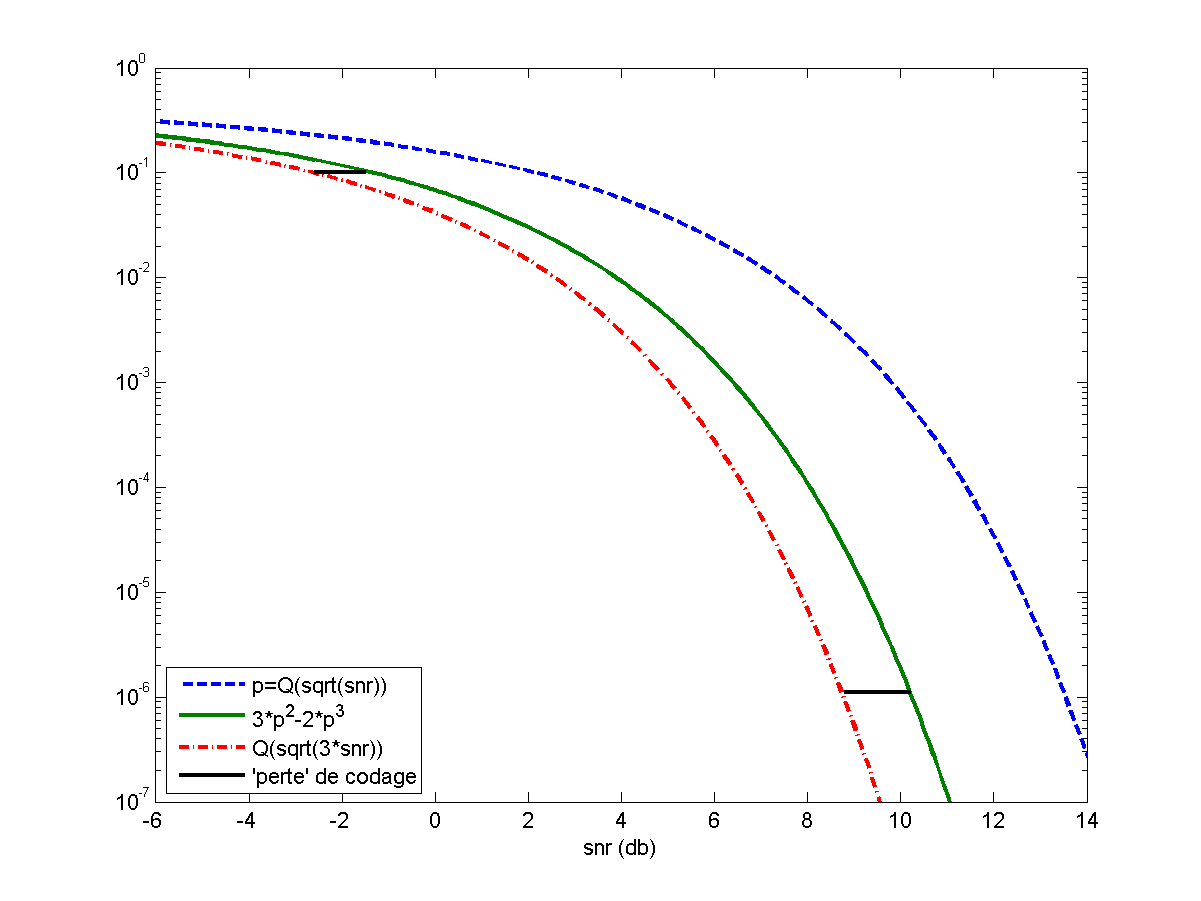 10^0
10^-1
10^-2
10^-3
10^-4
10^-5
10^-6
10^-7
-6 -4 -2 0 2 4 6 8 10 12 14
snr (db)
p=Q(sqrt(snr))
3*p^2-2*p^3
Q(sqrt(3*snr))
'perte' de codage